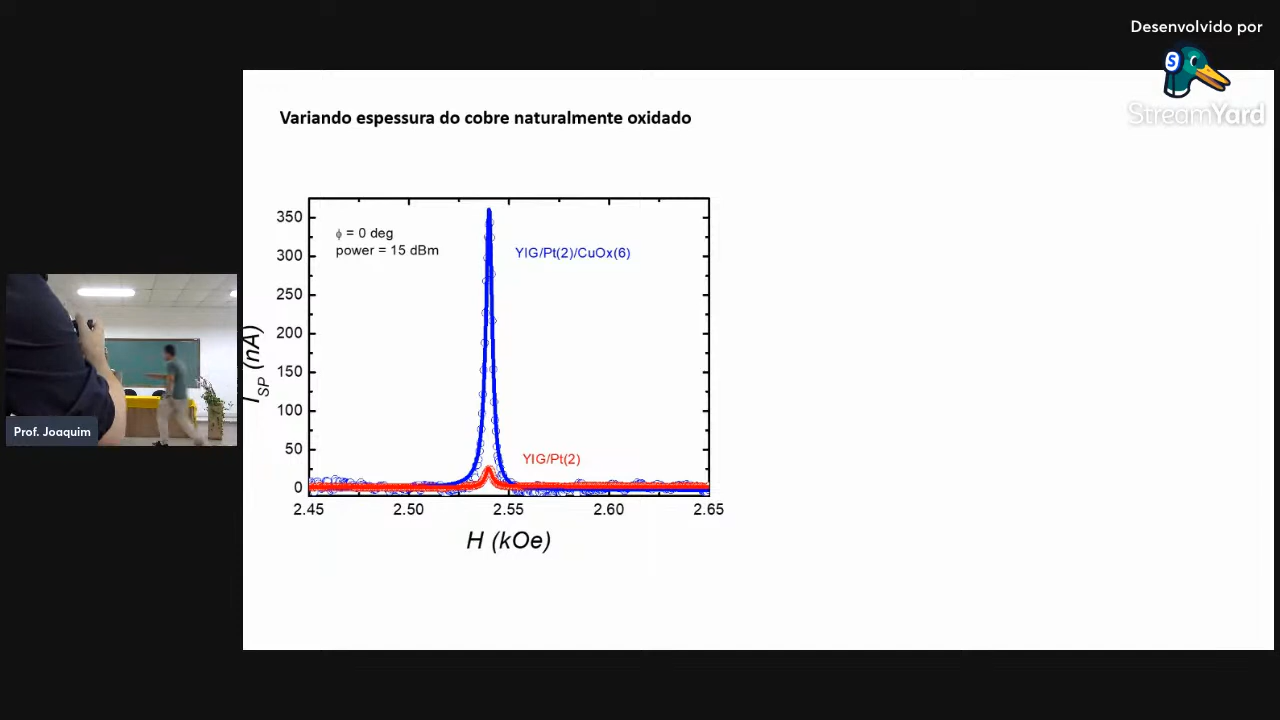 Desenvolvido por
StreamYard
Variando espessura do cobre naturalmente oxidado
350
300
250
200
150
100
50
0
I_SP (nA)
ϕ = 0 deg
power = 15 dBm
YIG/Pt(2)/CuOx(6)
YIG/Pt(2)
2.45 2.50 2.55 2.60 2.65
H (kOe)
Prof. Joaquim